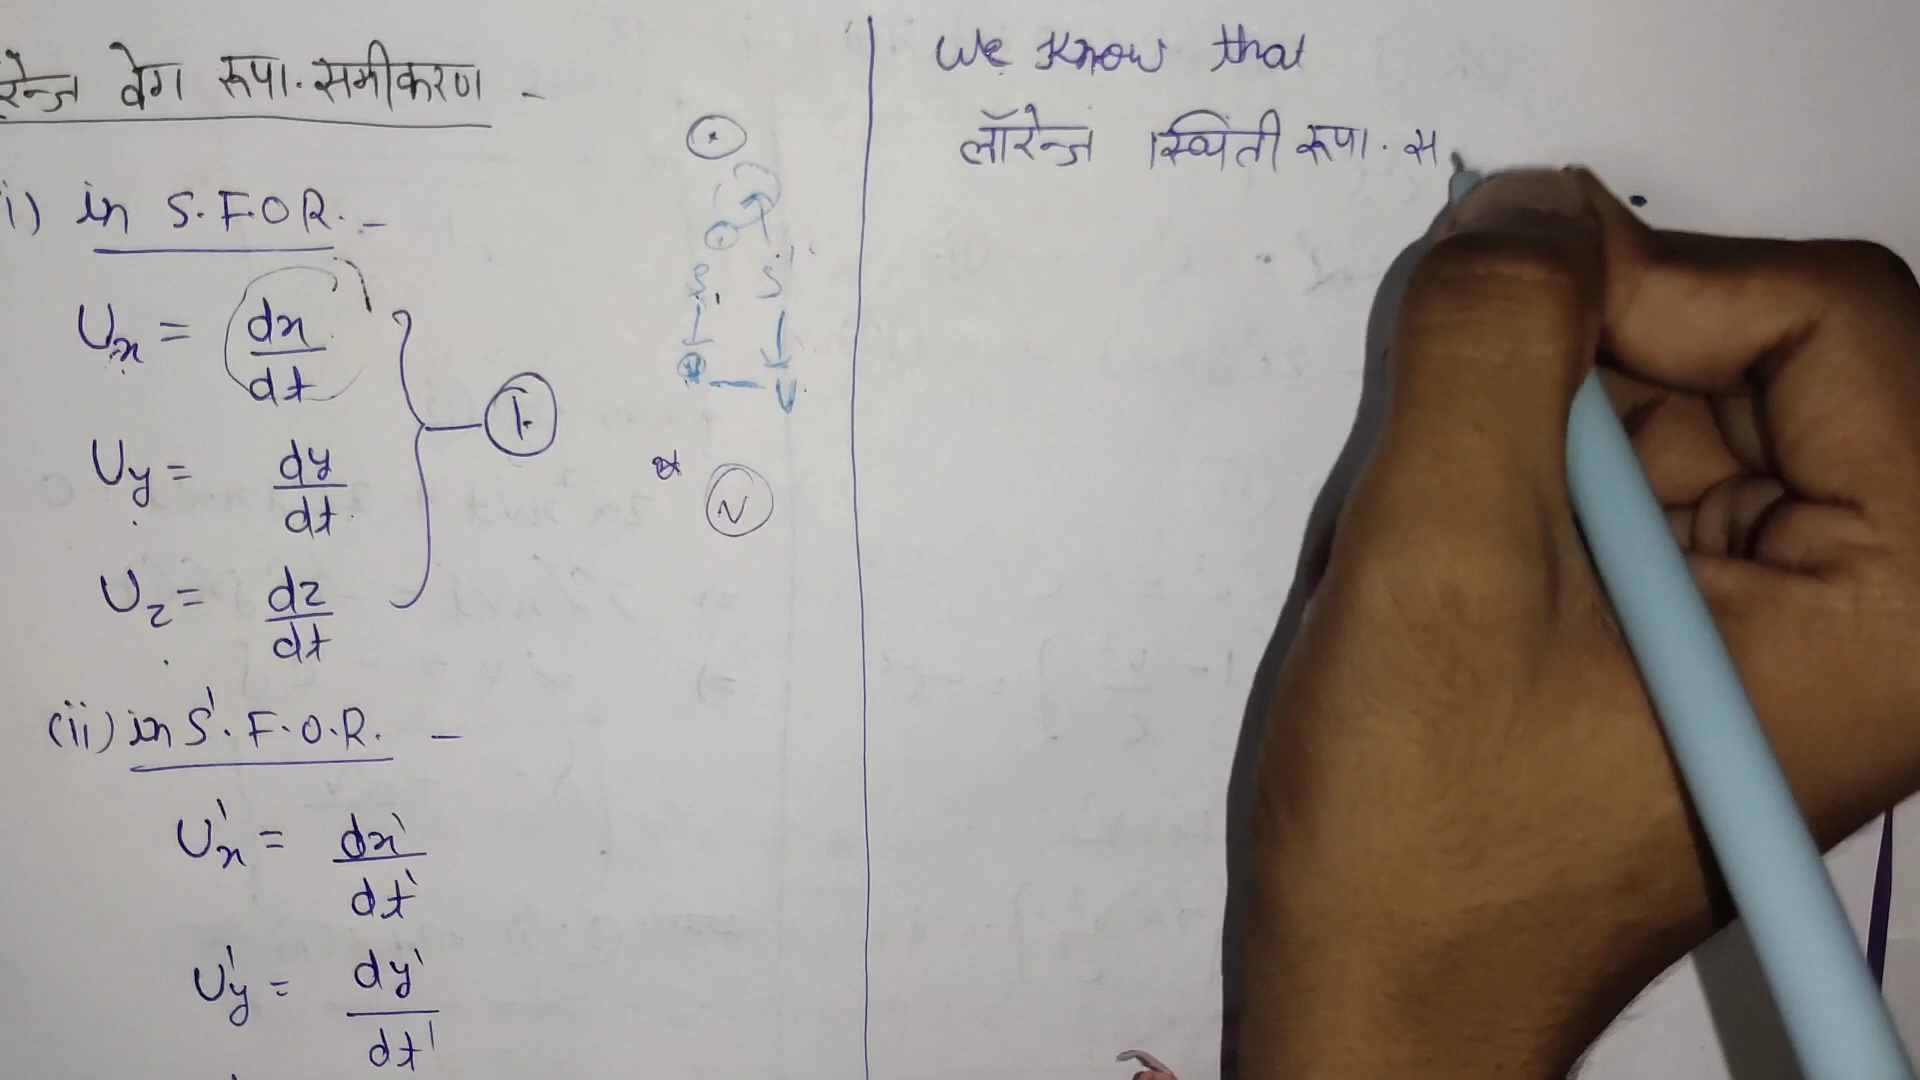 रेन्ज वेग रूपा. समीकरण -
i) in S.F.O.R. -
Ux = dx
dt
Uy = dy
dt
Uz = dz
dt
1
S S'
N
(ii) in S'. F.O.R. -
U'x = dx'
dt'
U'y = dy'
dt'
We Know that
लॉरेन्ज स्थिती रूपा. स